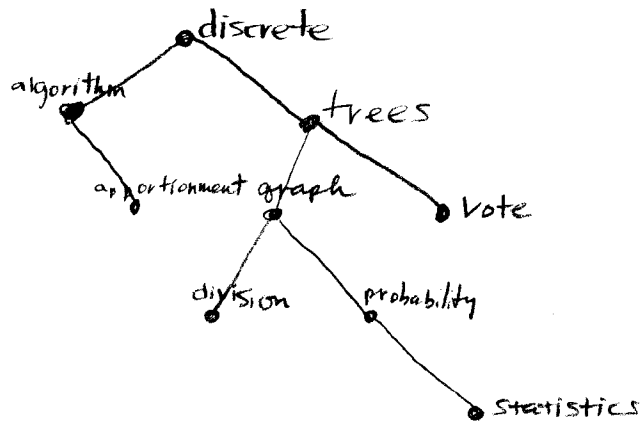 discrete
algorithm
trees
apportionment graph
vote
division
probability
statistics